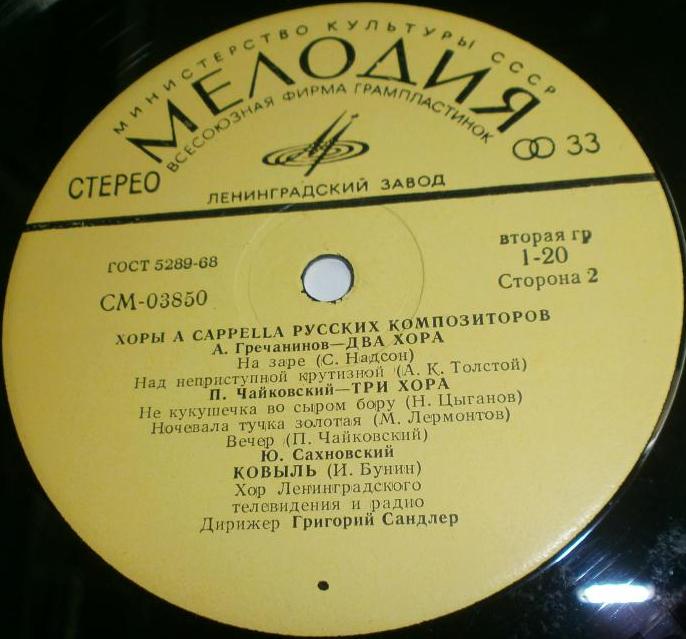 МИНИСТЕРСТВО КУЛЬТУРЫ СССР
МЕЛОДИЯ
ВСЕСОЮЗНАЯ ФИРМА ГРАМПЛАСТИНОК
СТЕРЕО
33
ЛЕНИНГРАДСКИЙ ЗАВОД
ГОСТ 5289-68
вторая гр
1-20
СМ-03850
Сторона 2
ХОРЫ A CAPPELLA РУССКИХ КОМПОЗИТОРОВ
А. Гречанинов—ДВА ХОРА
На заре (С. Надсон)
Над неприступной крутизной (А. К. Толстой)
П. Чайковский—ТРИ ХОРА
Не кукушечка во сыром бору (Н. Цыганов)
Ночевала тучка золотая (М. Лермонтов)
Вечер (П. Чайковский)
Ю. Сахновский
КОВЫЛЬ (И. Бунин)
Хор Ленинградского
телевидения и радио
Дирижер Григорий Сандлер